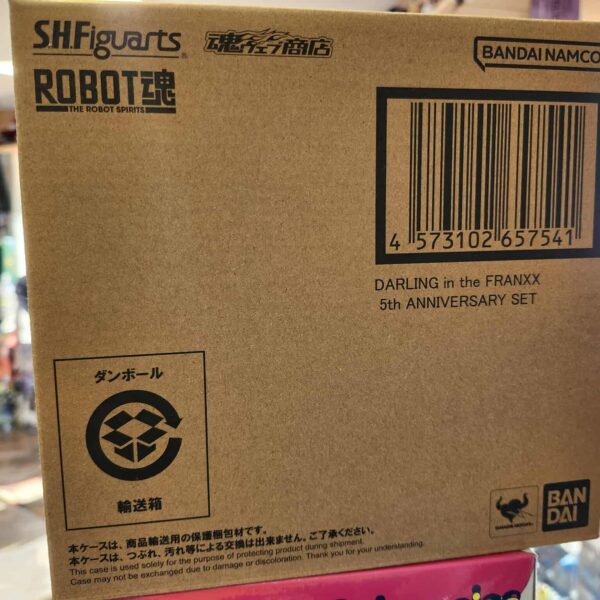 S.H.Figuarts
魂ウェブ商店
BANDAI NAMCO
ROBOT魂
THE ROBOT SPIRITS
4 573102 657541
DARLING in the FRANXX
5th ANNIVERSARY SET
ダンボール
輸送箱
本ケースは、商品輸送用の保護梱包材です。
本ケースは、つぶれ、汚れ等による交換は出来ません。ご了承ください。
This case is used solely for the purpose of protecting product during shipment.
Case may not be exchanged due to damage or discoloration. Thank you for your understanding.
BAN
DAI